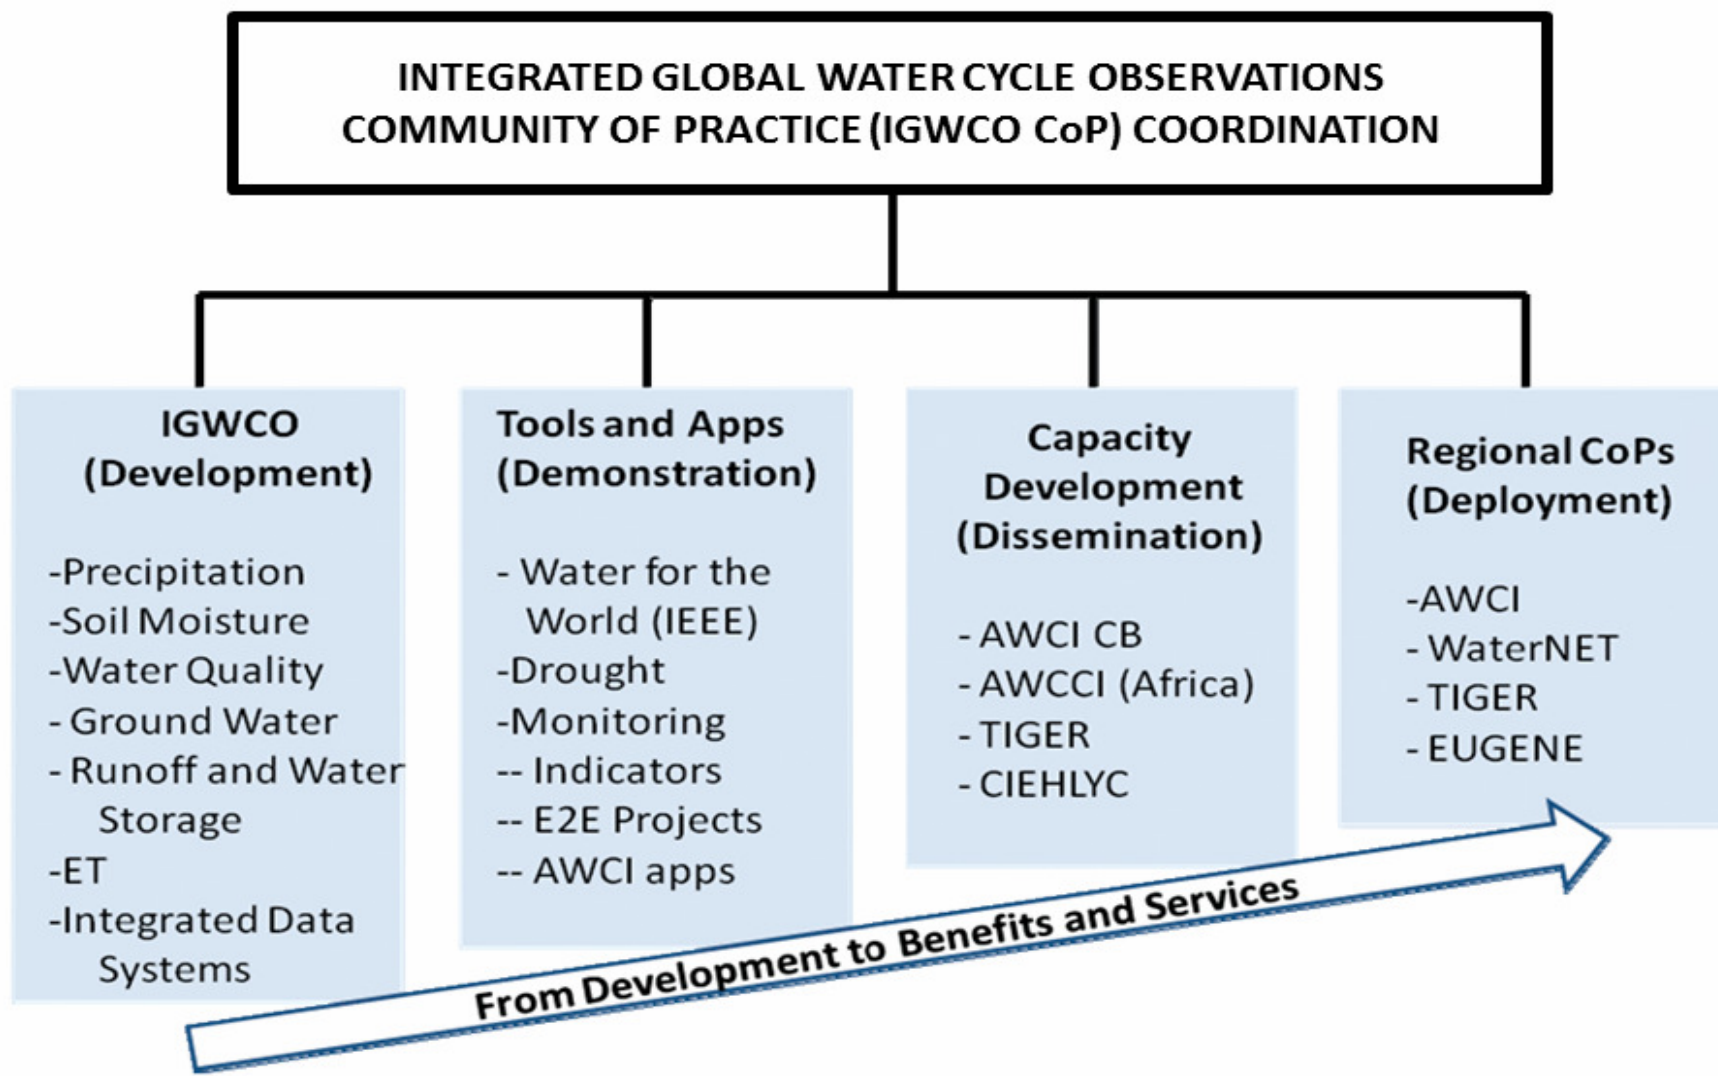 INTEGRATED GLOBAL WATER CYCLE OBSERVATIONS
COMMUNITY OF PRACTICE (IGWCO CoP) COORDINATION
IGWCO
(Development)
-Precipitation
-Soil Moisture
-Water Quality
- Ground Water
- Runoff and Water
Storage
-ET
-Integrated Data
Systems
Tools and Apps
(Demonstration)
- Water for the
World (IEEE)
-Drought
-Monitoring
-- Indicators
-- E2E Projects
-- AWCI apps
Capacity
Development
(Dissemination)
- AWCI CB
- AWCCI (Africa)
- TIGER
- CIEHLYC
Regional CoPs
(Deployment)
-AWCI
- WaterNET
- TIGER
- EUGENE
From Development to Benefits and Services